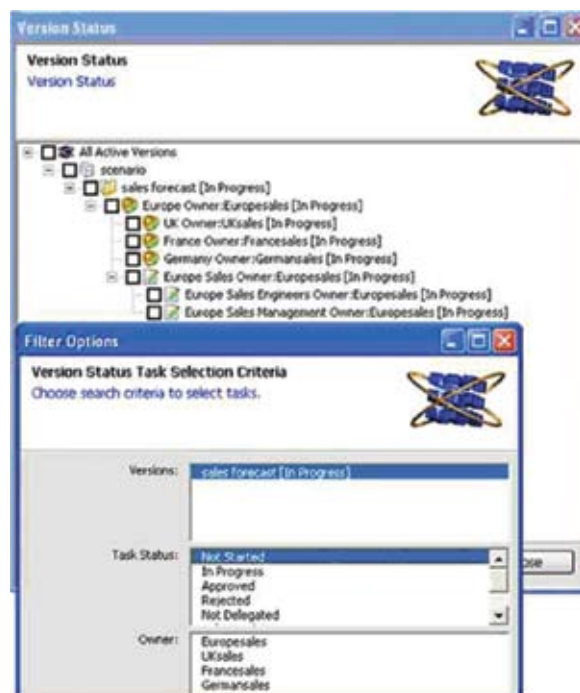 Version Status
Version Status
Version Status
All Active Versions
scenario
sales forecast [In Progress]
Europe Owner:Europesales [In Progress]
UK Owner:UKsales [In Progress]
France Owner:Francesales [In Progress]
Germany Owner:Germansales [In Progress]
Europe Sales Owner:Europesales [In Progress]
Europe Sales Engineers Owner:Europesales [In Progress]
Europe Sales Management Owner:Europesales [In Progress]
Filter Options
Version Status Task Selection Criteria
Choose search criteria to select tasks.
Versions:
sales forecast [In Progress]
Task Status:
Not Started
In Progress
Approved
Rejected
Not Delegated
Owner:
Europesales
UKsales
Francesales
Germansales